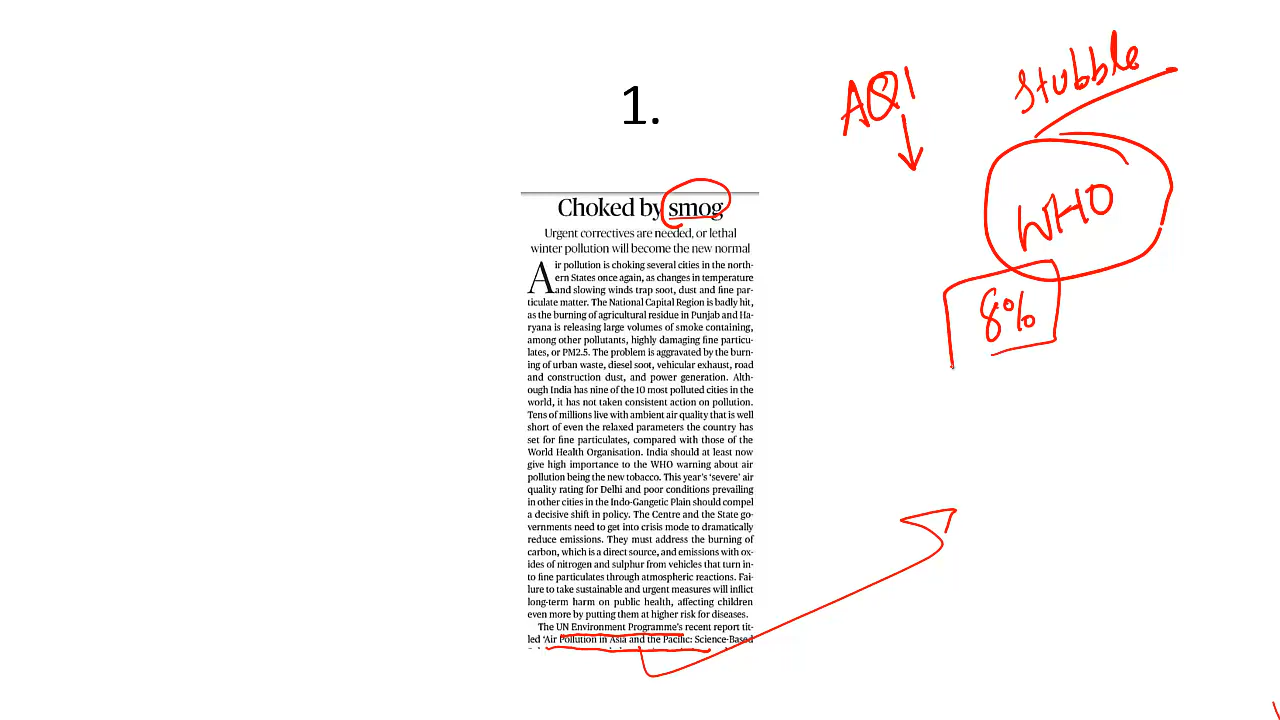 1.
AQI
Stubble
WHO
8%
Choked by smog
Urgent correctives are needed, or lethal
winter pollution will become the new normal
Air pollution is choking several cities in the north-
ern States once again, as changes in temperature
and slowing winds trap soot, dust and fine par-
ticulate matter. The National Capital Region is badly hit,
as the burning of agricultural residue in Punjab and Ha-
ryana is releasing large volumes of smoke containing,
among other pollutants, highly damaging fine particu-
lates, or PM2.5. The problem is aggravated by the burn-
ing of urban waste, diesel soot, vehicular exhaust, road
and construction dust, and power generation. Alth-
ough India has nine of the 10 most polluted cities in the
world, it has not taken consistent action on pollution.
Tens of millions live with ambient air quality that is well
short of even the relaxed parameters the country has
set for fine particulates, compared with those of the
World Health Organisation. India should at least now
give high importance to the WHO warning about air
pollution being the new tobacco. This year's 'severe' air
quality rating for Delhi and poor conditions prevailing
in other cities in the Indo-Gangetic Plain should compel
a decisive shift in policy. The Centre and the State go-
vernments need to get into crisis mode to dramatically
reduce emissions. They must address the burning of
carbon, which is a direct source, and emissions with ox-
ides of nitrogen and sulphur from vehicles that turn in-
to fine particulates through atmospheric reactions. Fai-
lure to take sustainable and urgent measures will inflict
long-term harm on public health, affecting children
even more by putting them at higher risk for diseases.
The UN Environment Programme's recent report tit-
led 'Air Pollution in Asia and the Pacific: Science-Based